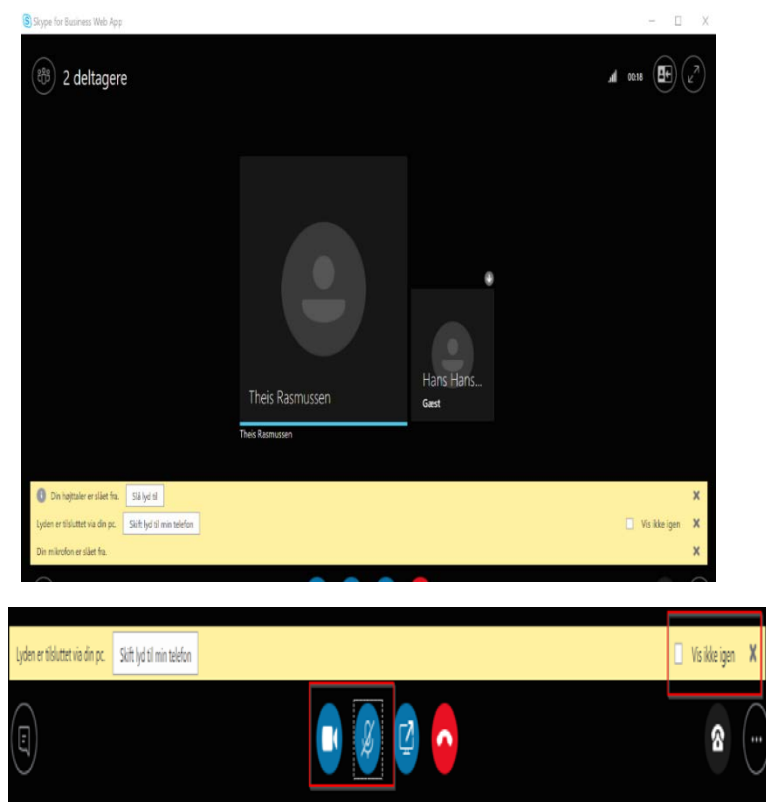 Skype for Business Web App
2 deltagere
00:18
Theis Rasmussen
Hans Hans...
Gæst
Theis Rasmussen
Din højttaler er slået fra. Slå lyd til
Lyden er tilsluttet via din pc. Skift lyd til min telefon Vis ikke igen
Din mikrofon er slået fra.
Lyden er tilsluttet via din pc. Skift lyd til min telefon Vis ikke igen